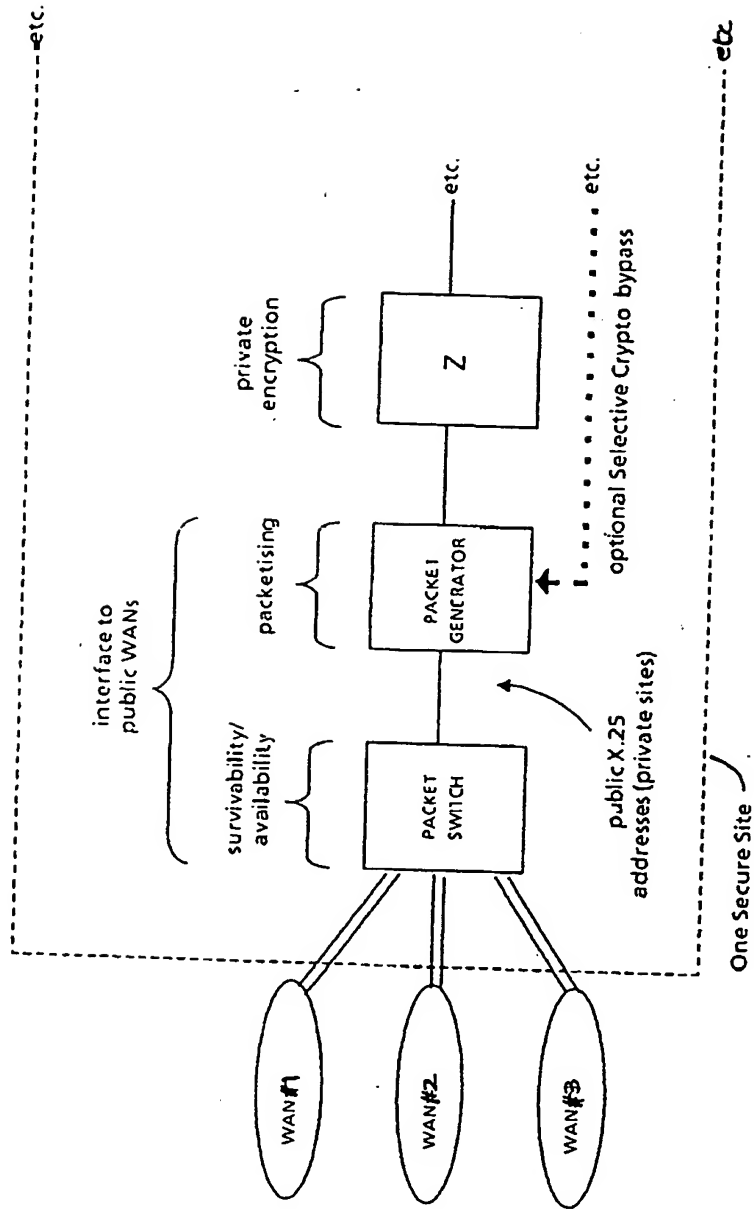 etc.
interface to
public WANs
survivability/
availability
packetising
private
encryption
WAN#1
WAN#2
WAN#3
PACKET
SWITCH
PACKET
GENERATOR
Z
etc.
public X.25
addresses (private sites)
optional Selective Crypto bypass
etc.
One Secure Site
etc